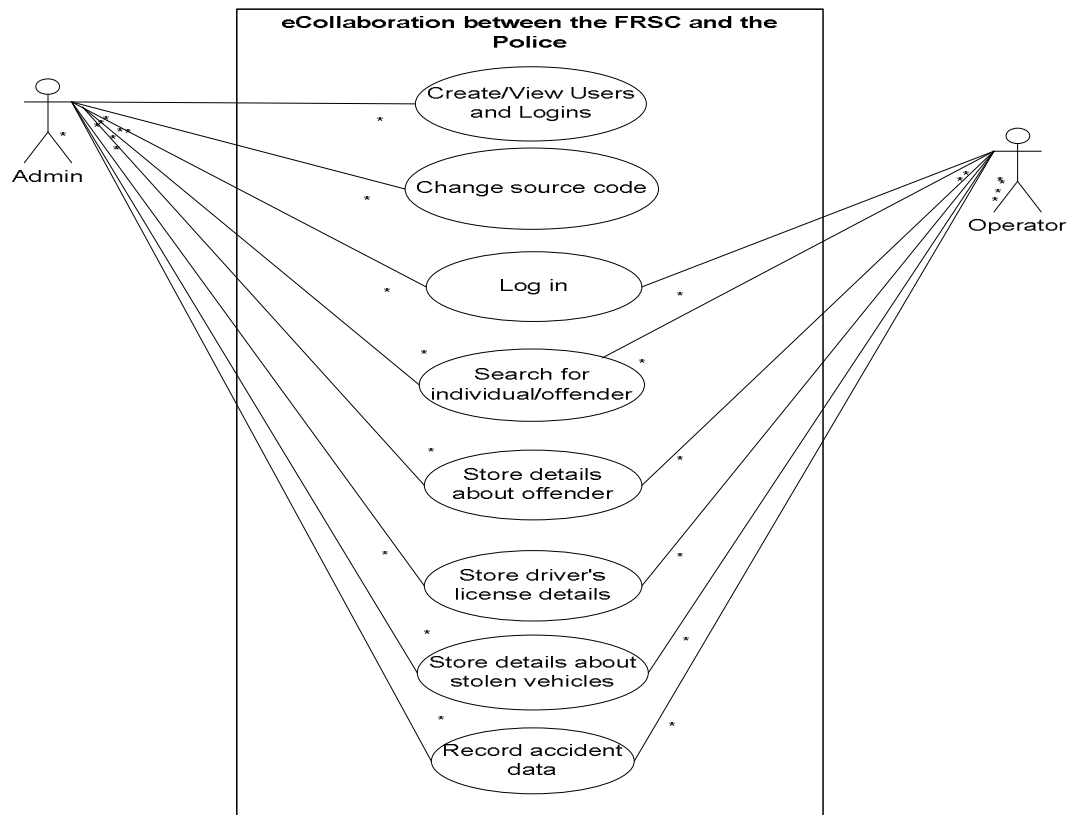 eCollaboration between the FRSC and the
Police
Create/View Users
and Logins
*
Admin
* * * * * * * *
Change source code
*
Operator
* * * * * *
Log in
*
*
Search for
individual/offender
*
*
Store details
about offender
*
*
Store driver's
license details
*
*
Store details about
stolen vehicles
*
*
Record accident
data
*
*